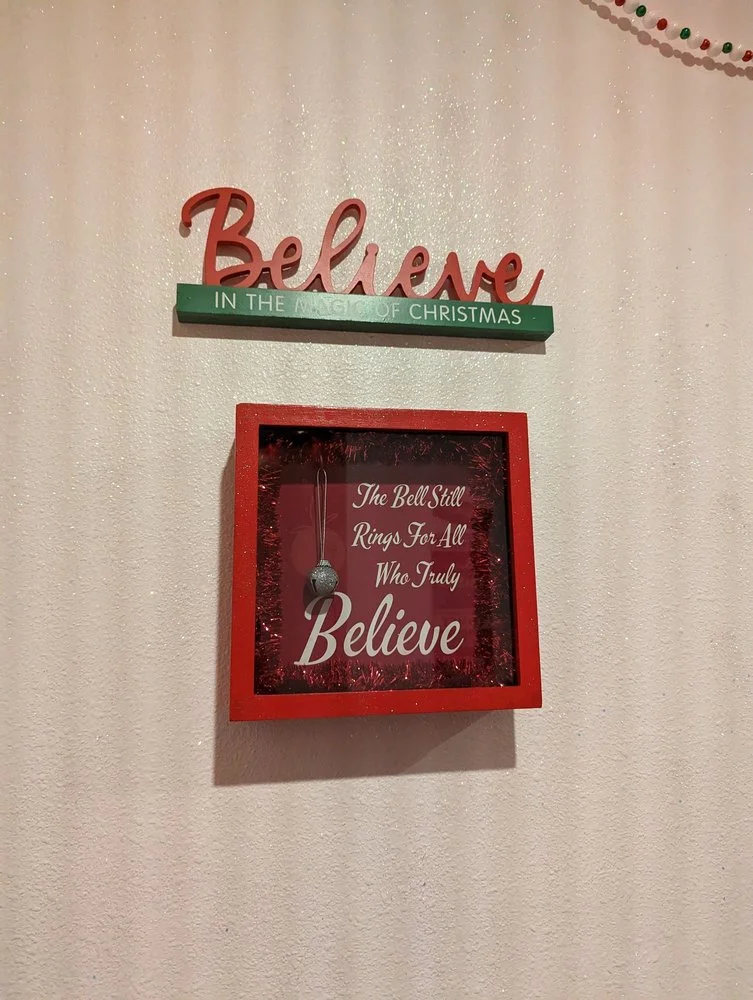 Believe
IN THE MAGIC OF CHRISTMAS
The Bell Still
Rings For All
Who Truly
Believe